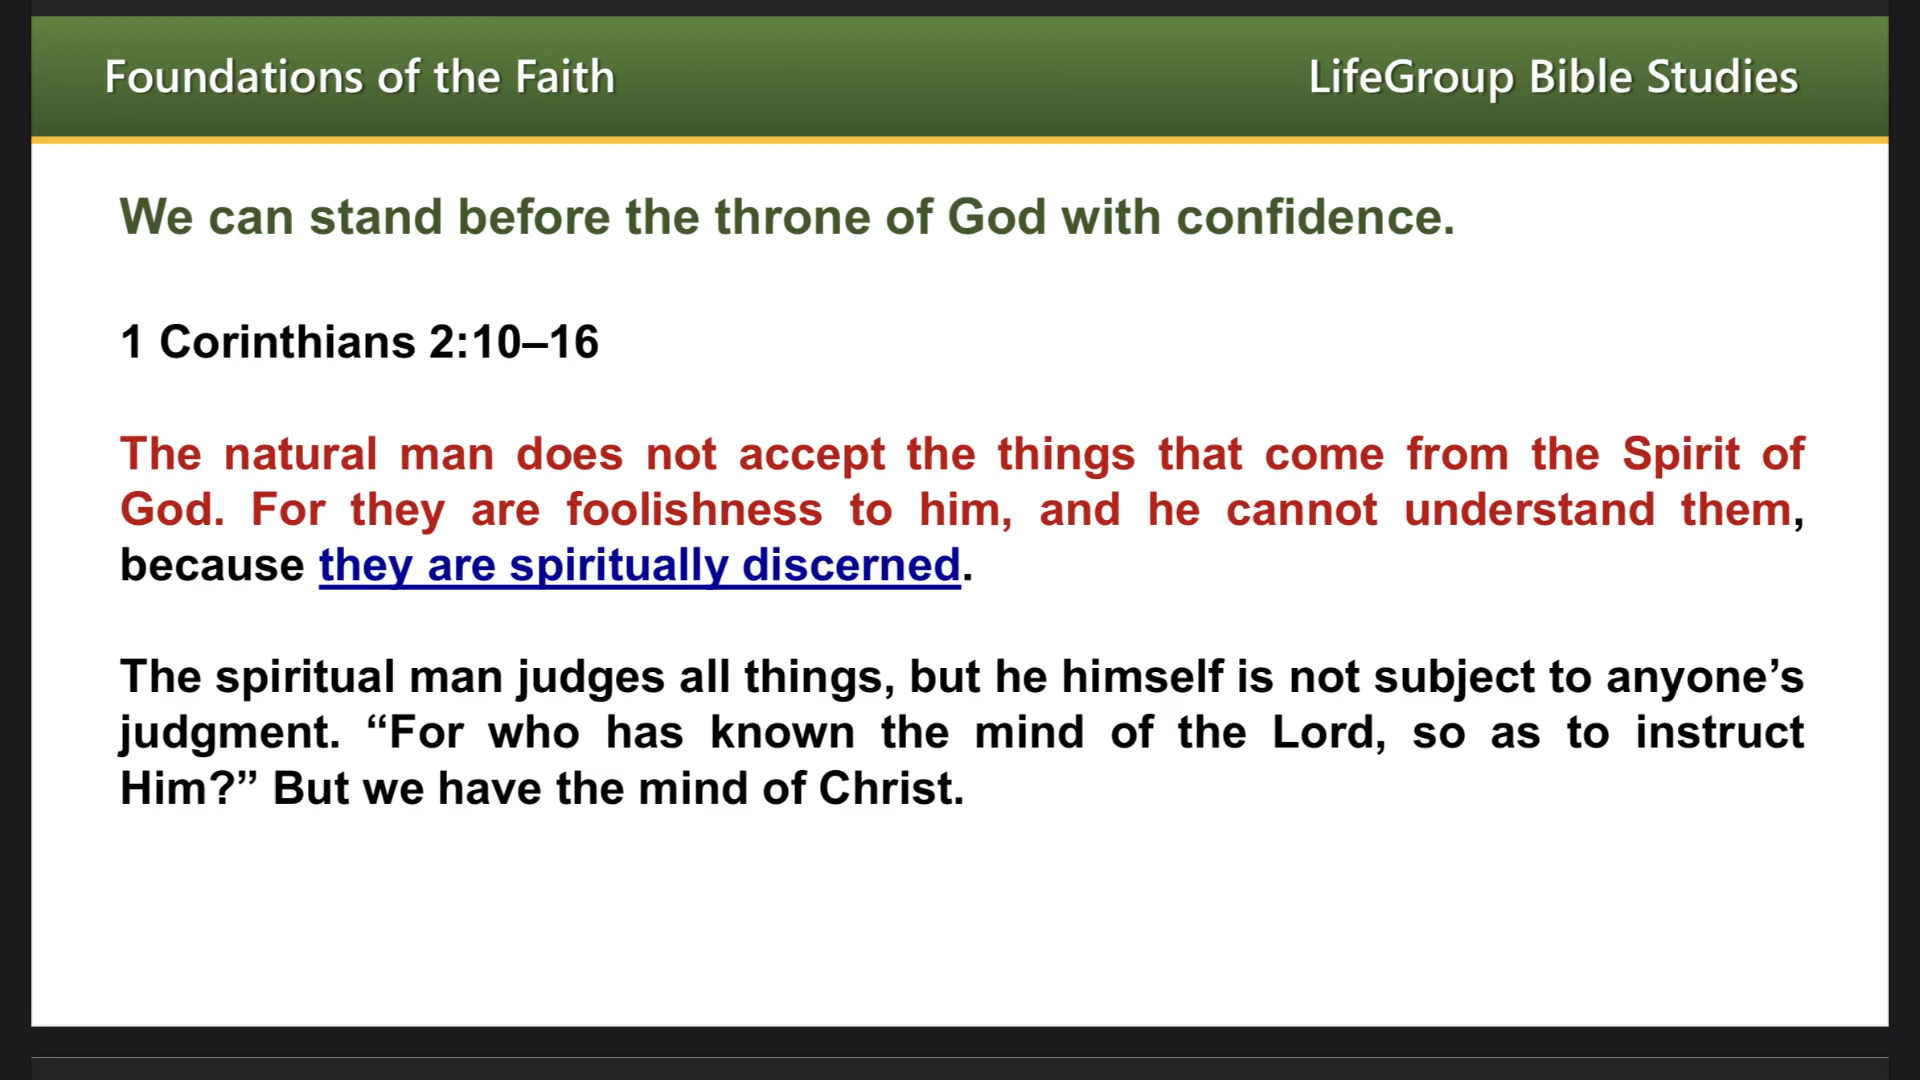 Foundations of the Faith
LifeGroup Bible Studies
We can stand before the throne of God with confidence.
1 Corinthians 2:10–16
The natural man does not accept the things that come from the Spirit of
God. For they are foolishness to him, and he cannot understand them,
because they are spiritually discerned.
The spiritual man judges all things, but he himself is not subject to anyone’s
judgment. “For who has known the mind of the Lord, so as to instruct
Him?” But we have the mind of Christ.